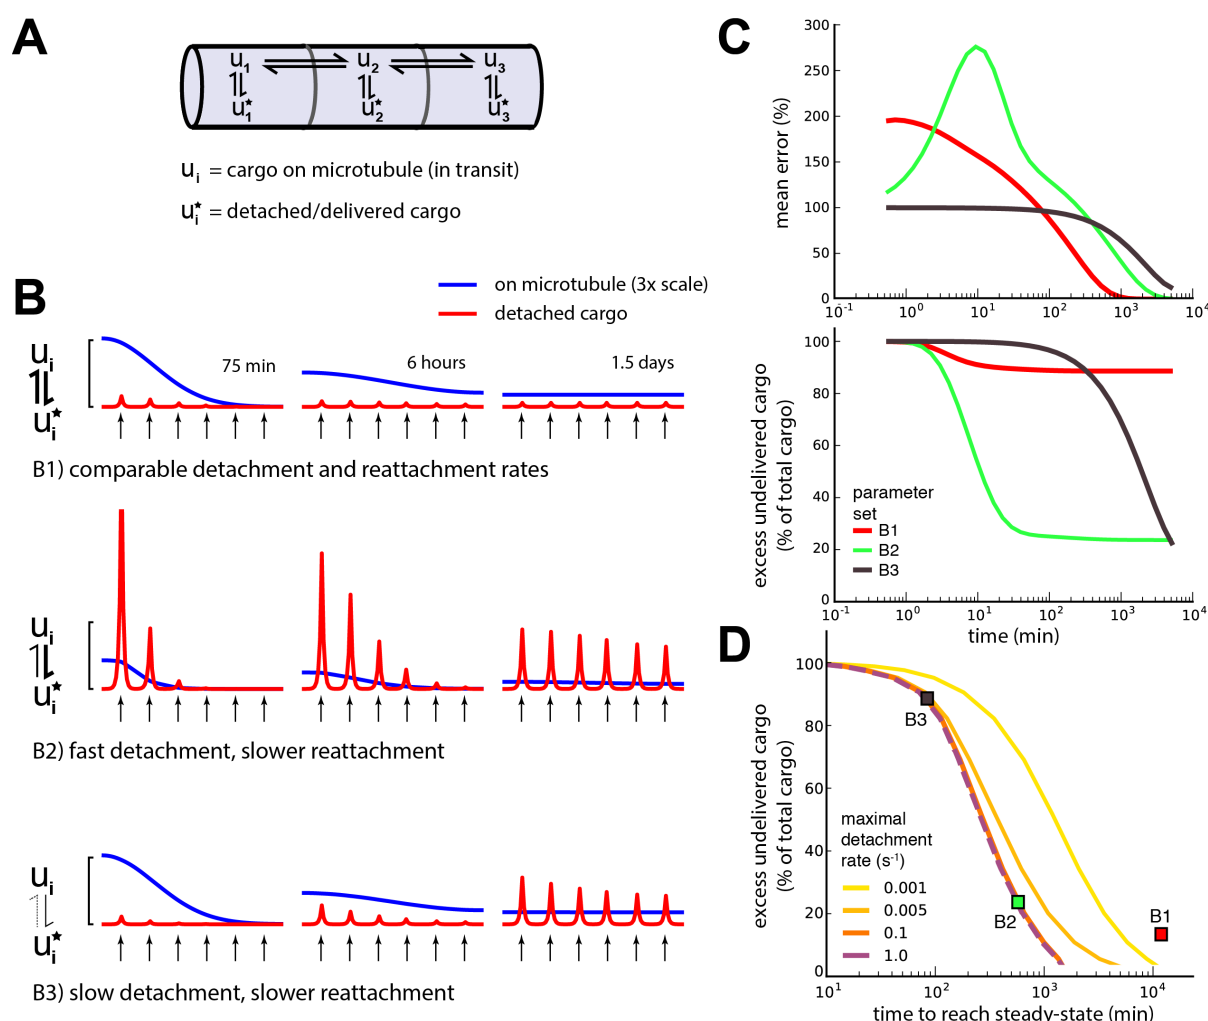 A
u1 u2 u3
u1* u2* u3*
ui = cargo on microtubule (in transit)
ui* = detached/delivered cargo
B
on microtubule (3x scale)
detached cargo
ui
ui*
75 min
6 hours
1.5 days
B1) comparable detachment and reattachment rates
ui
ui*
B2) fast detachment, slower reattachment
ui
ui*
B3) slow detachment, slower reattachment
C
mean error (%)
300
250
200
150
100
50
0
10-1 100 101 102 103 104
excess undelivered cargo
(% of total cargo)
100
80
60
40
20
0
parameter
set
B1
B2
B3
10-1 100 101 102 103 104
time (min)
D
excess undelivered cargo
(% of total cargo)
100
80
60
40
20
0
B3
B2
B1
maximal
detachment
rate (s-1)
0.001
0.005
0.1
1.0
101 102 103 104
time to reach steady-state (min)